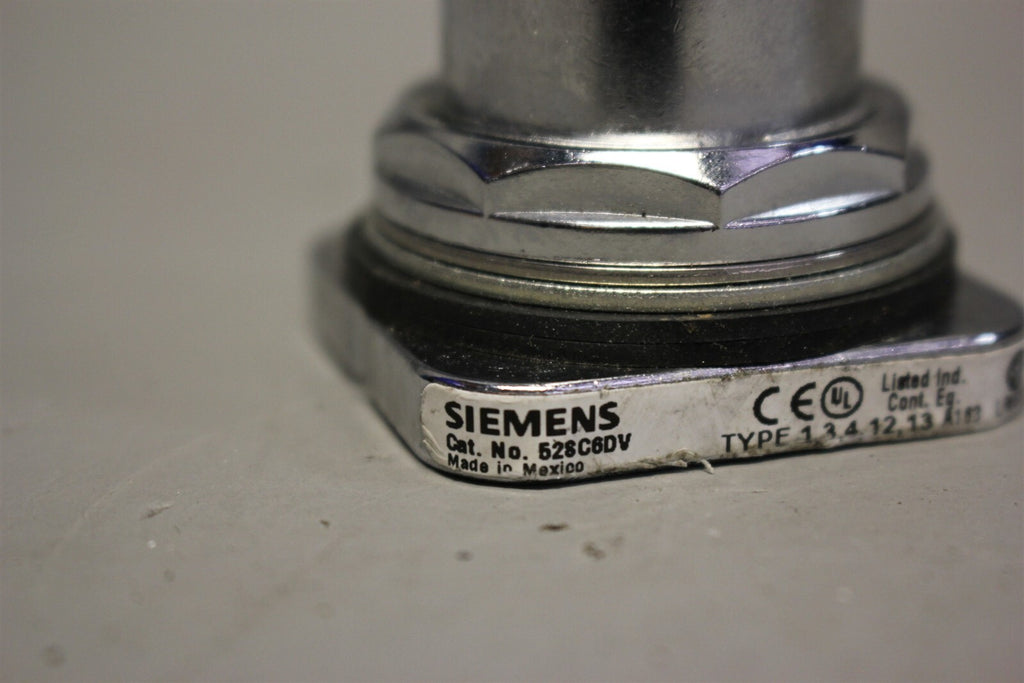 SIEMENS
Cat. No. 52SC6DV
Made in Mexico
CE UL
Listed Ind.
Cont. Eq.
TYPE 1,3,4,12,13 A183